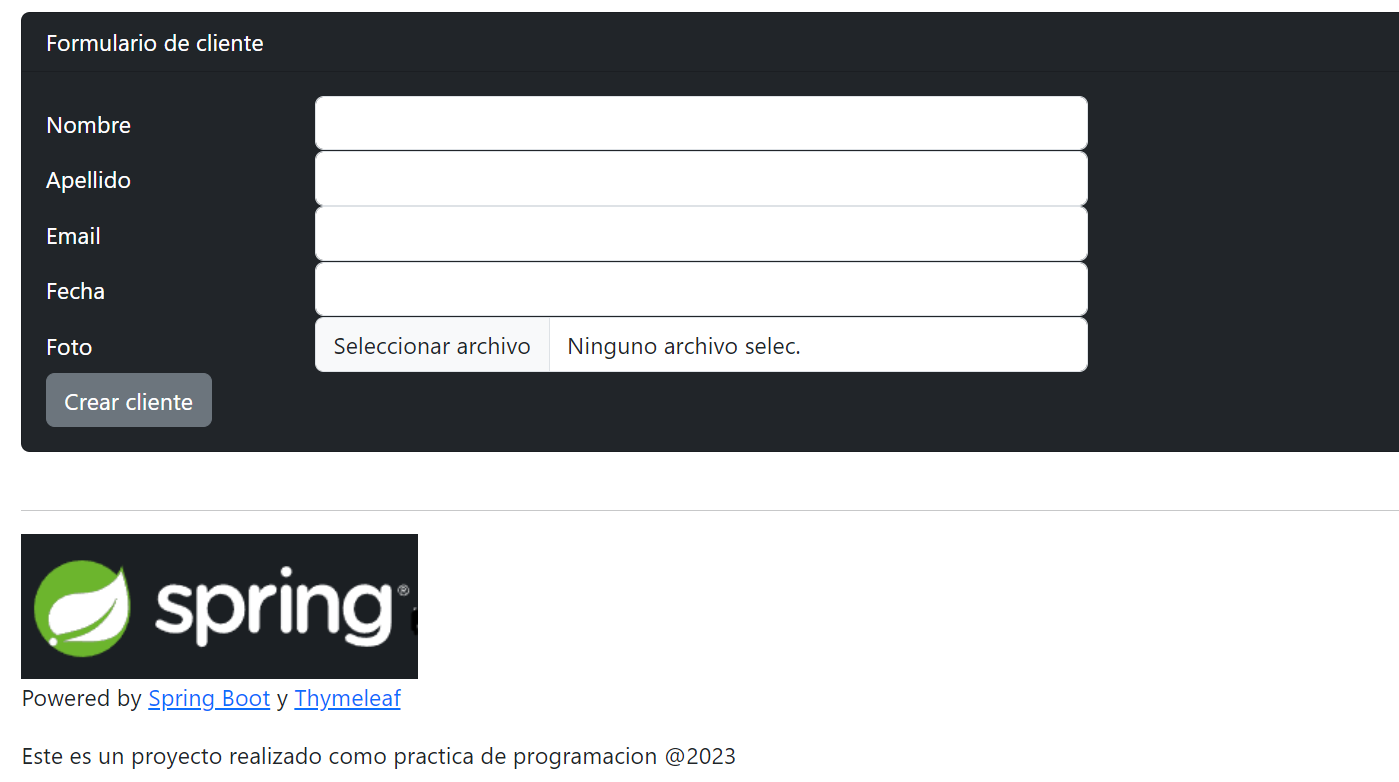 Formulario de cliente
Nombre
Apellido
Email
Fecha
Foto Seleccionar archivo Ninguno archivo selec.
Crear cliente
spring®
Powered by Spring Boot y Thymeleaf
Este es un proyecto realizado como practica de programacion @2023